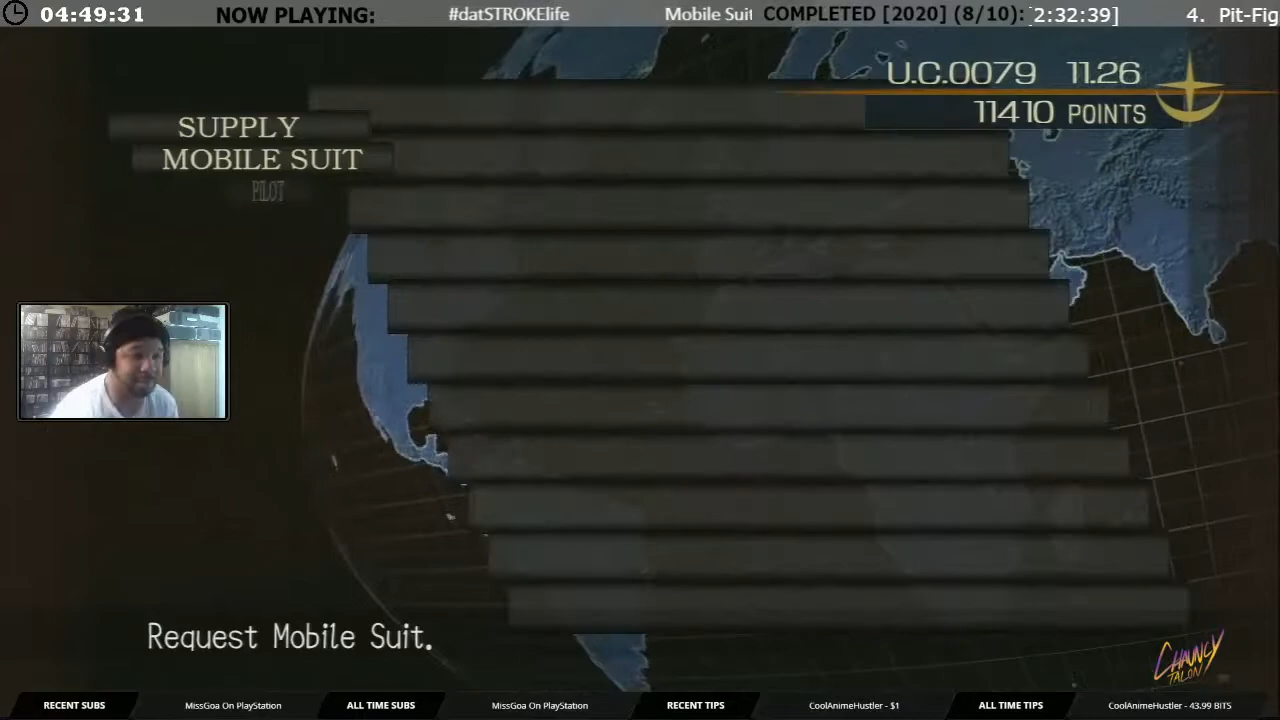 04:49:31 NOW PLAYING: #datSTROKElife Mobile Suit COMPLETED [2020] (8/10): 2:32:39] 4. Pit-Fig
U.C.0079 11.26
11410 POINTS
SUPPLY
MOBILE SUIT
PILOT
Request Mobile Suit.
CHAUNCY
TALON
RECENT SUBS MissGoa On PlayStation ALL TIME SUBS MissGoa On PlayStation RECENT TIPS CoolAnimeHustler - $1 ALL TIME TIPS CoolAnimeHustler - 43.99 BITS